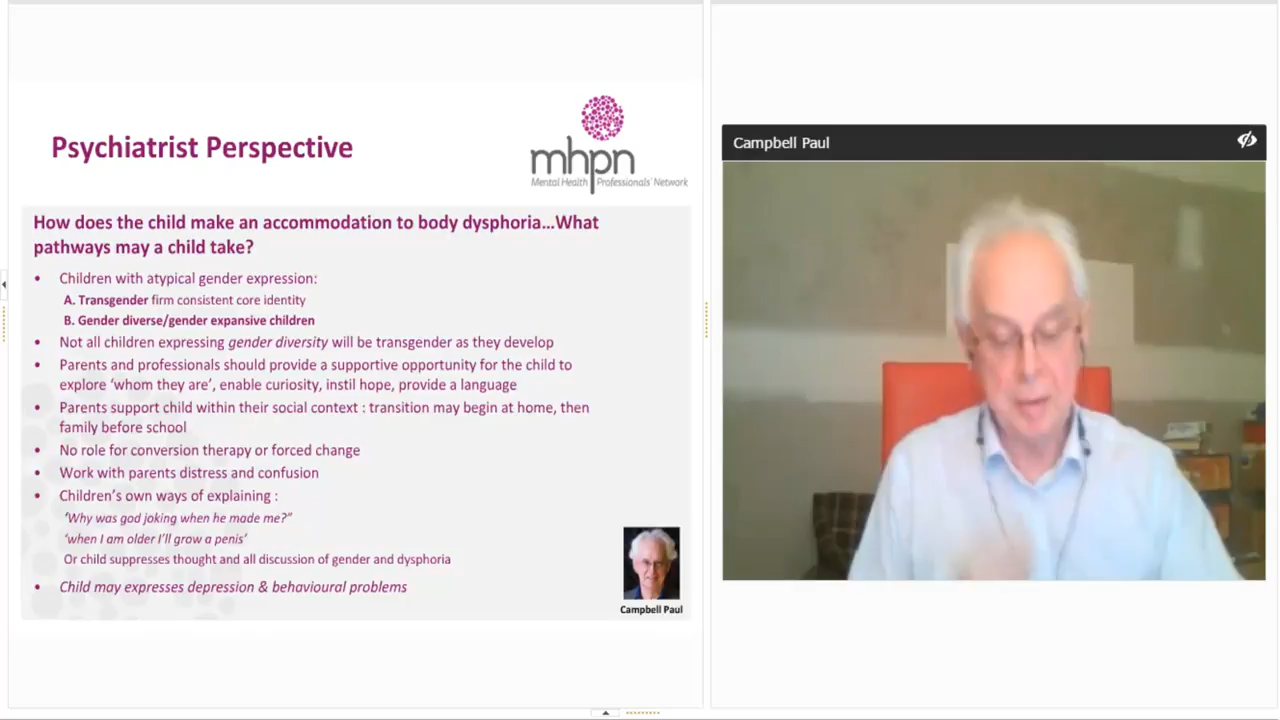 Psychiatrist Perspective
mhpn
Mental Health Professionals' Network
How does the child make an accommodation to body dysphoria...What
pathways may a child take?
• Children with atypical gender expression:
A. Transgender firm consistent core identity
B. Gender diverse/gender expansive children
• Not all children expressing gender diversity will be transgender as they develop
• Parents and professionals should provide a supportive opportunity for the child to
explore ‘whom they are’, enable curiosity, instil hope, provide a language
• Parents support child within their social context : transition may begin at home, then
family before school
• No role for conversion therapy or forced change
• Work with parents distress and confusion
• Children’s own ways of explaining :
‘Why was god joking when he made me?”
‘when I am older I’ll grow a penis’
Or child suppresses thought and all discussion of gender and dysphoria
• Child may expresses depression & behavioural problems
Campbell Paul
Campbell Paul